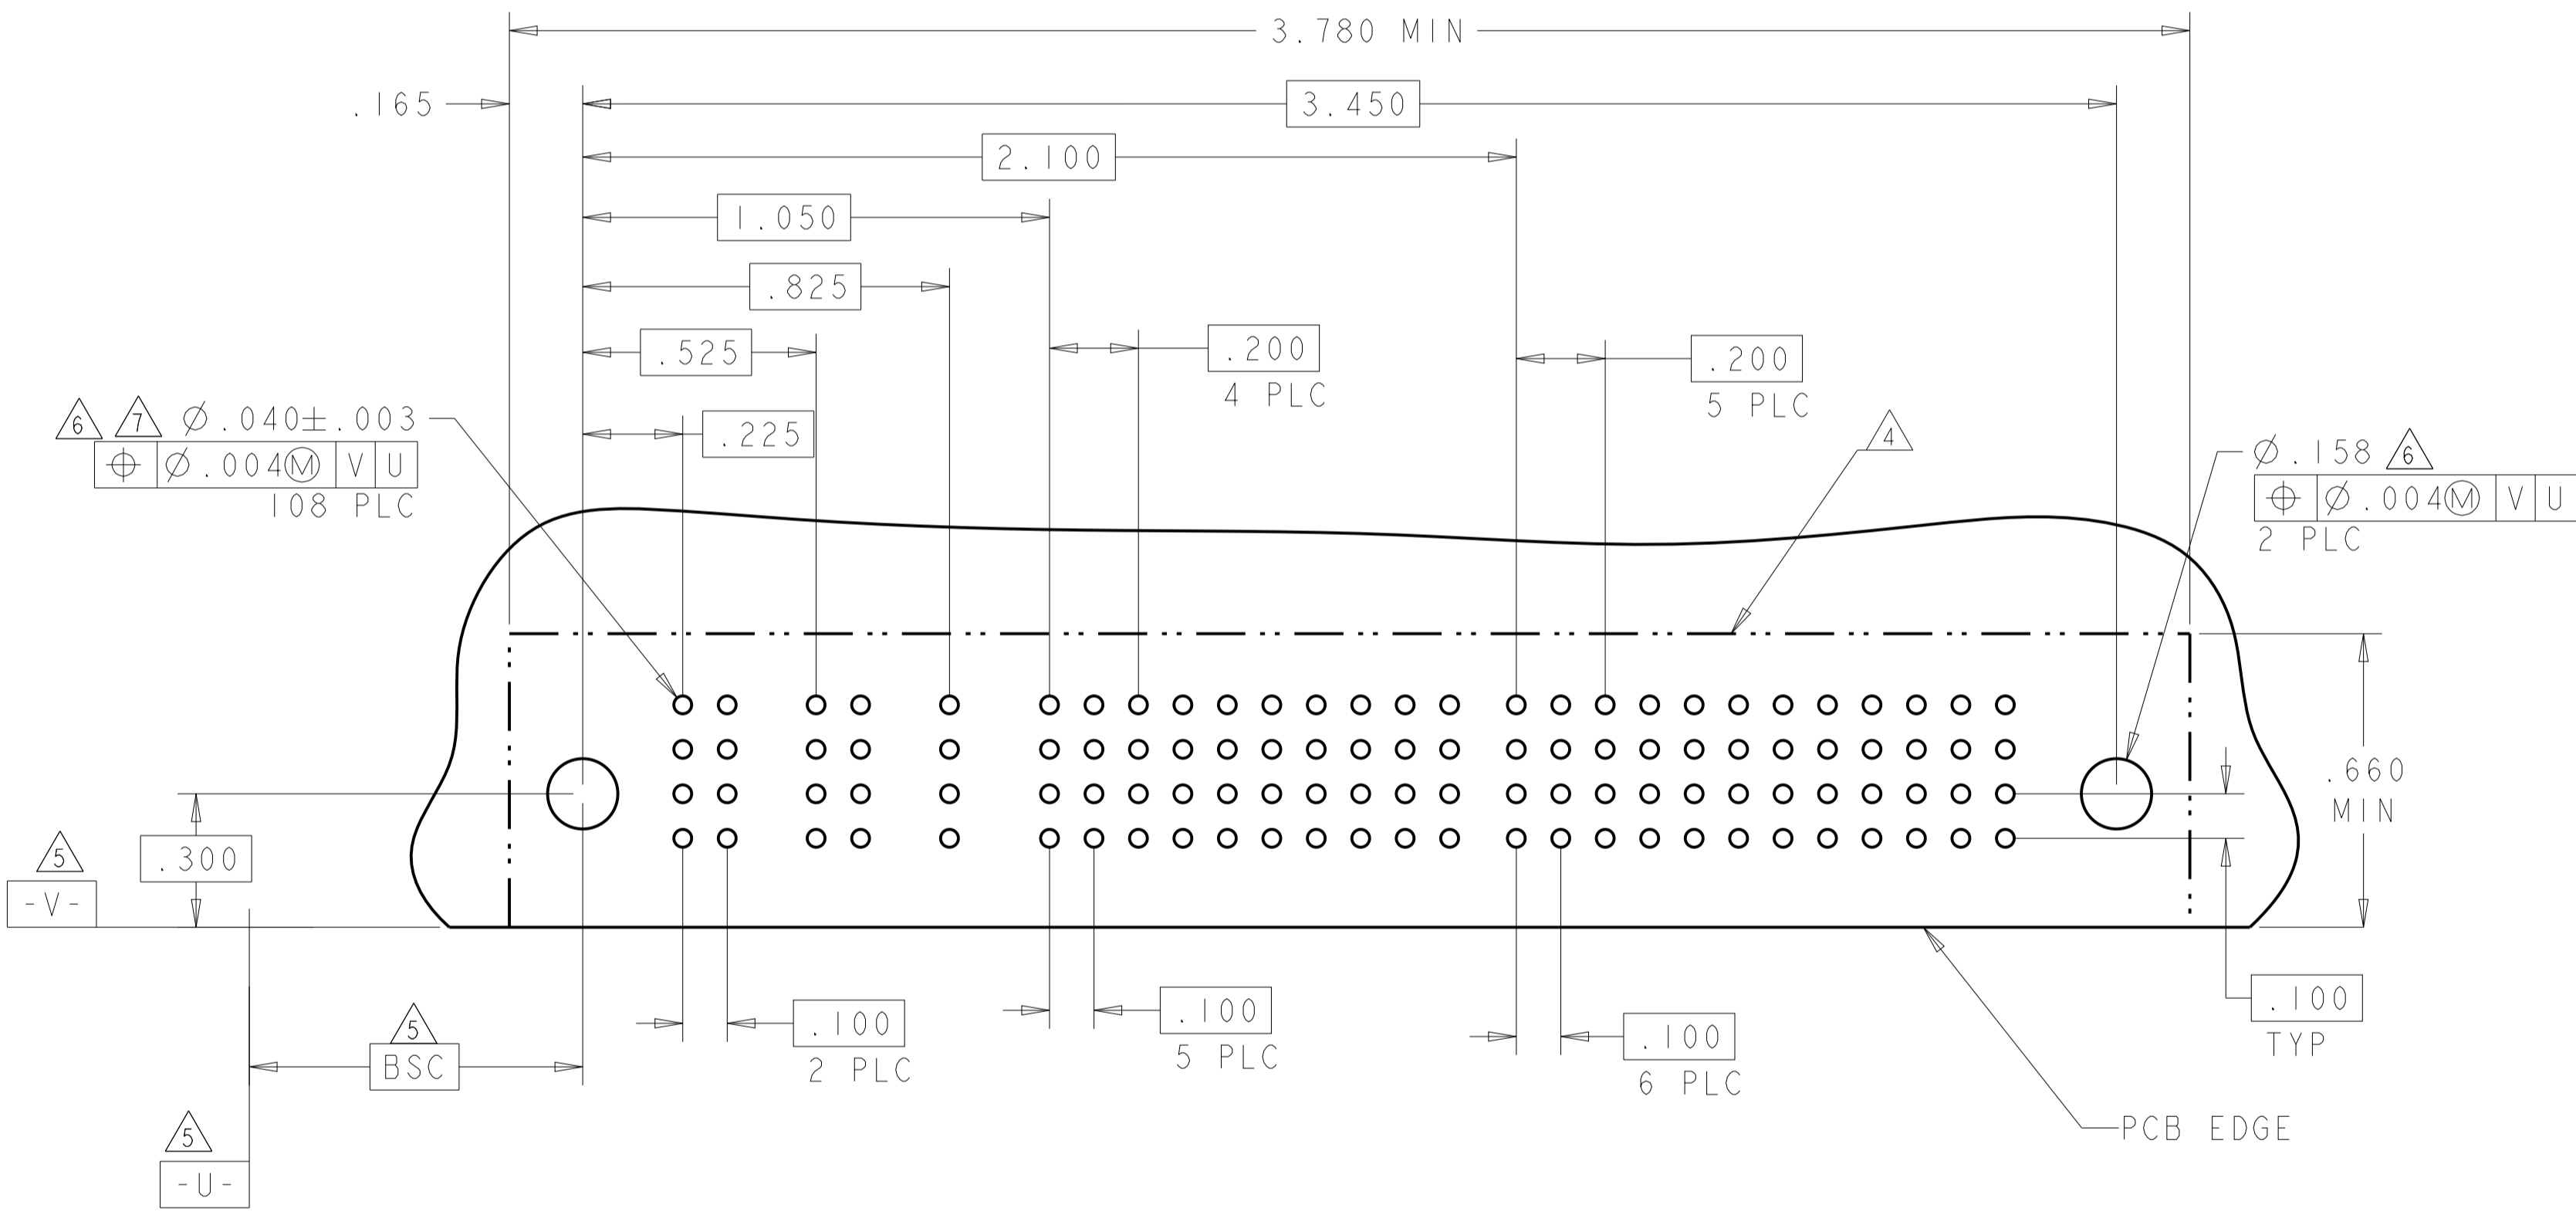 3.780 MIN
.165
3.450
2.100
1.050
.825
.525
.200
4 PLC
.200
5 PLC
.225
6 7 Ø.040±.003
⌖ Ø.004Ⓜ V U
108 PLC
4
Ø.158 6
⌖ Ø.004Ⓜ V U
2 PLC
.660
MIN
.300
5
-V-
5
BSC
5
-U-
.100
2 PLC
.100
5 PLC
.100
6 PLC
.100
TYP
PCB EDGE